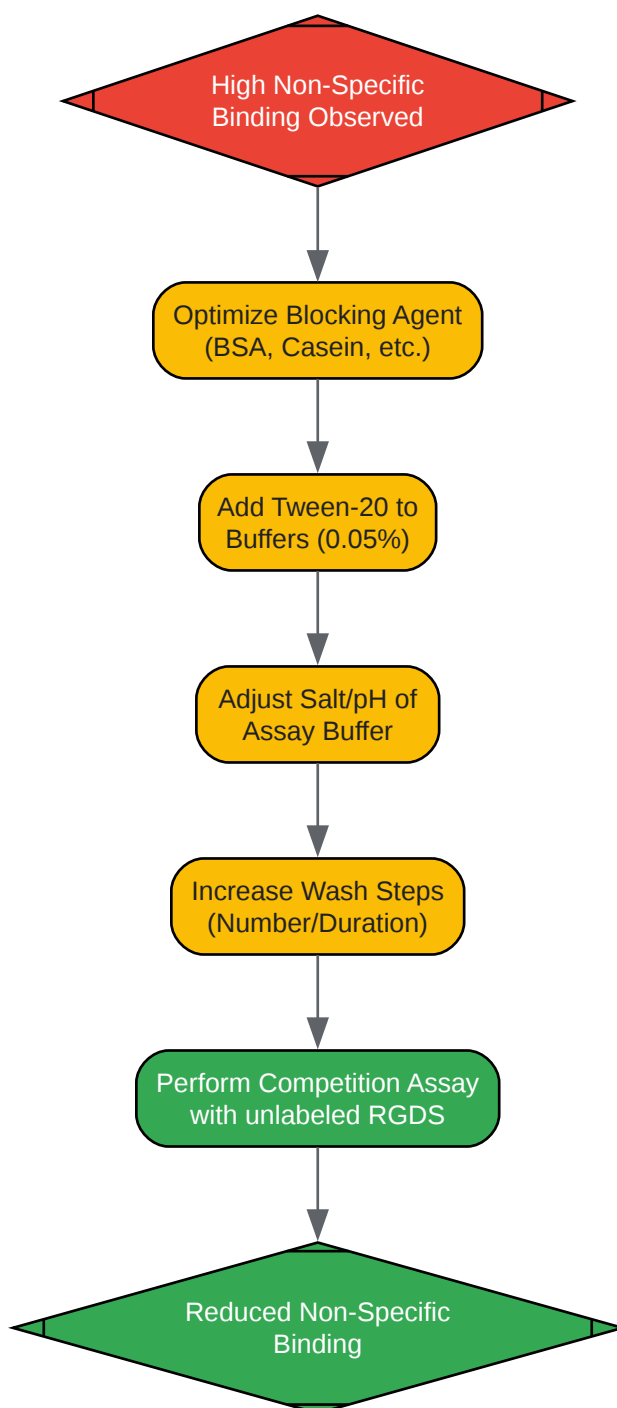 High Non-Specific
Binding Observed
Optimize Blocking Agent
(BSA, Casein, etc.)
Add Tween-20 to
Buffers (0.05%)
Adjust Salt/pH of
Assay Buffer
Increase Wash Steps
(Number/Duration)
Perform Competition Assay
with unlabeled RGDS
Reduced Non-Specific
Binding